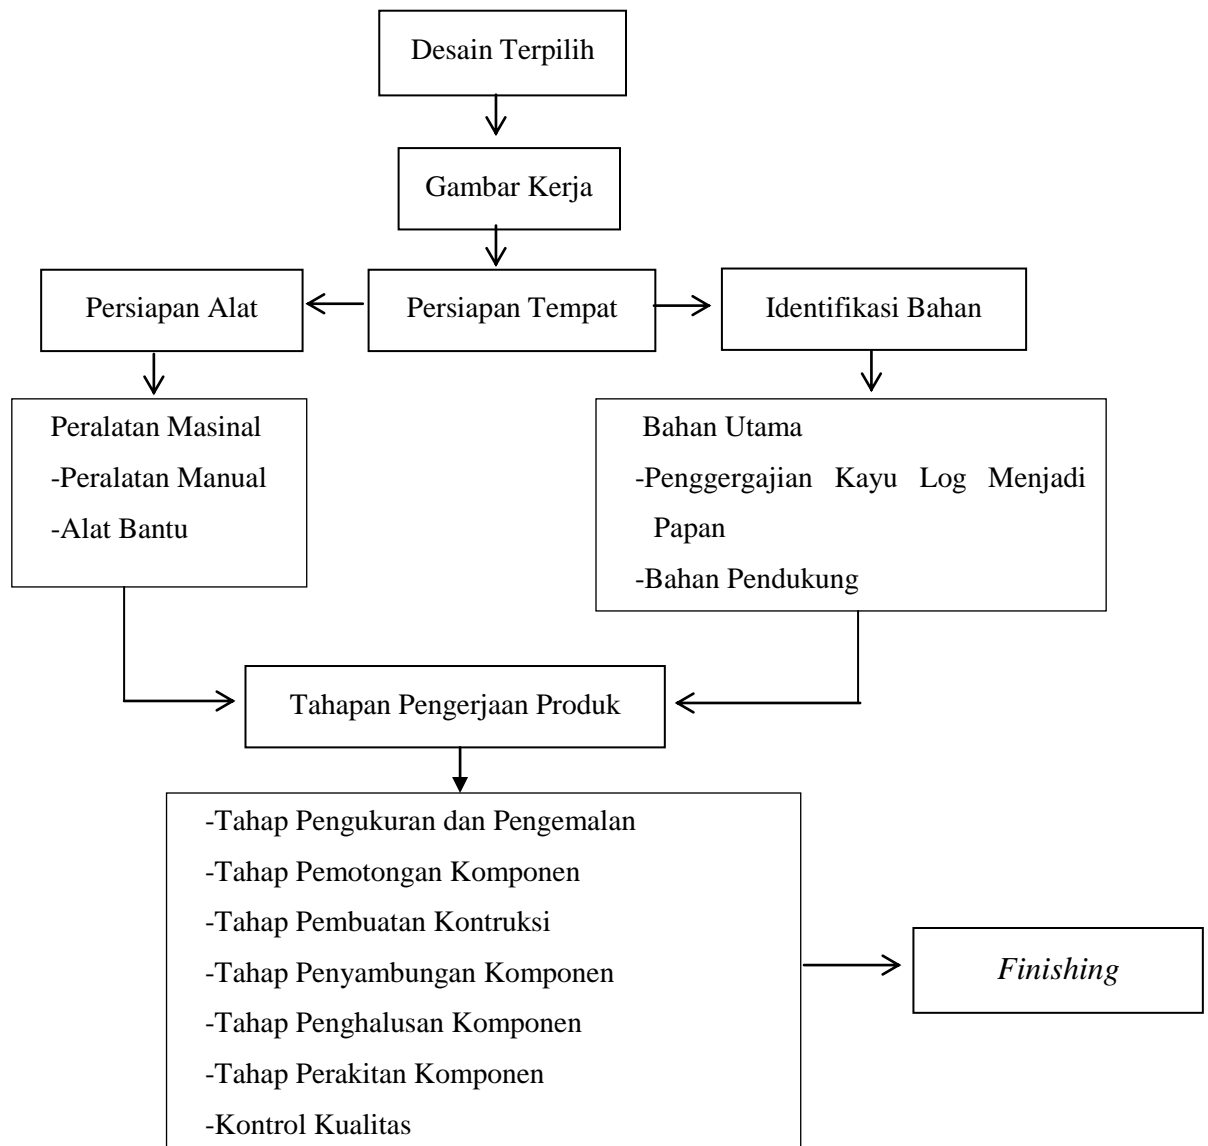 Desain Terpilih
Gambar Kerja
Persiapan Alat
Persiapan Tempat
Identifikasi Bahan
Peralatan Masinal
-Peralatan Manual
-Alat Bantu
Bahan Utama
-Penggergajian Kayu Log Menjadi
Papan
-Bahan Pendukung
Tahapan Pengerjaan Produk
-Tahap Pengukuran dan Pengemalan
-Tahap Pemotongan Komponen
-Tahap Pembuatan Kontruksi
-Tahap Penyambungan Komponen
-Tahap Penghalusan Komponen
-Tahap Perakitan Komponen
-Kontrol Kualitas
Finishing